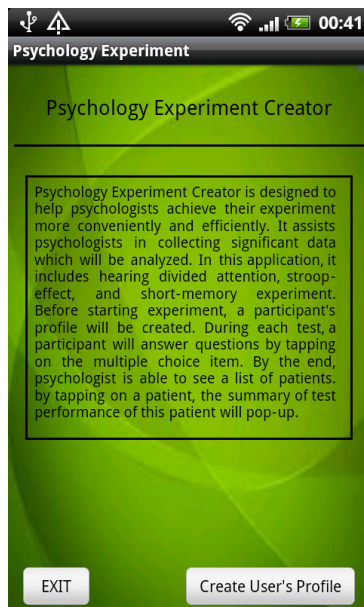 00:41
Psychology Experiment
Psychology Experiment Creator
Psychology Experiment Creator is designed to
help psychologists achieve their experiment
more conveniently and efficiently. It assists
psychologists in collecting significant data
which will be analyzed. In this application, it
includes hearing divided attention, stroop-
effect, and short-memory experiment.
Before starting experiment, a participant's
profile will be created. During each test, a
participant will answer questions by tapping
on the multiple choice item. By the end,
psychologist is able to see a list of patients.
by tapping on a patient, the summary of test
performance of this patient will pop-up.
EXIT Create User's Profile